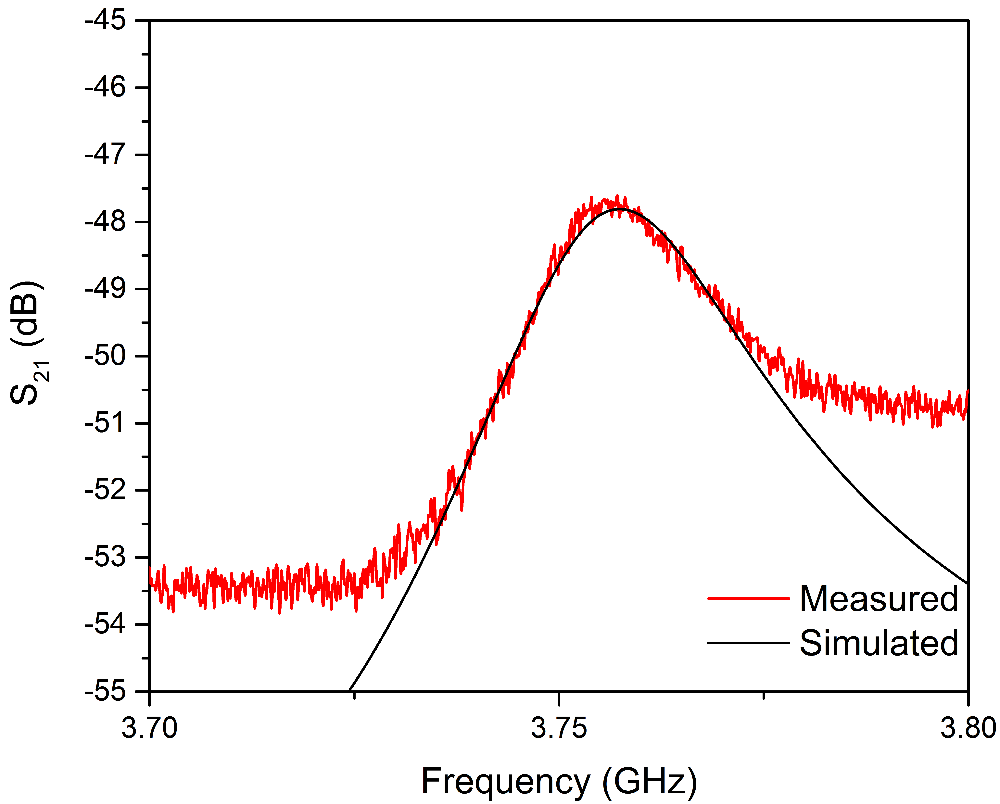 -45
-46
-47
-48
-49
-50
-51
-52
-53
-54
-55
S21 (dB)
Measured
Simulated
3.70 3.75 3.80
Frequency (GHz)